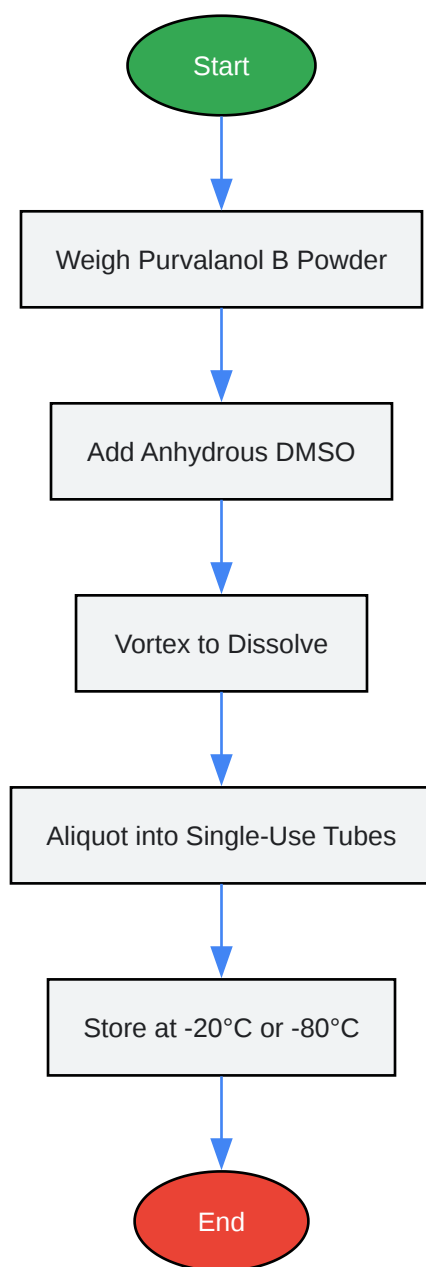 Start
Weigh Purvalanol B Powder
Add Anhydrous DMSO
Vortex to Dissolve
Aliquot into Single-Use Tubes
Store at -20°C or -80°C
End